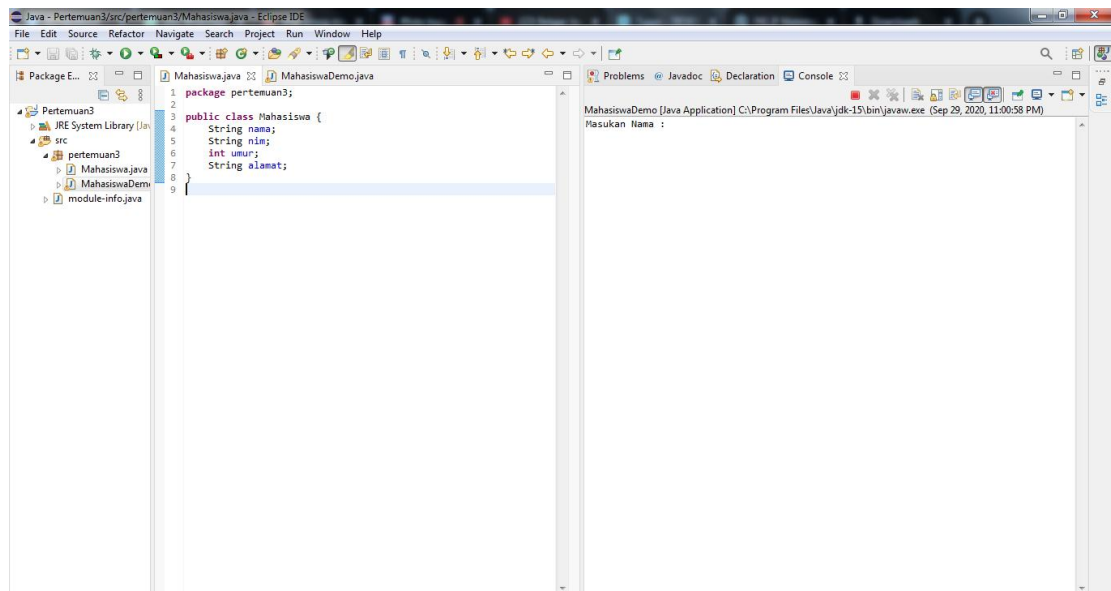 Java - Pertemuan3/src/pertemuan3/Mahasiswa.java - Eclipse IDE
File Edit Source Refactor Navigate Search Project Run Window Help
Package E...
Pertemuan3
JRE System Library [Jav
src
pertemuan3
Mahasiswa.java
MahasiswaDem
module-info.java
Mahasiswa.java MahasiswaDemo.java
1 package pertemuan3;
2
3 public class Mahasiswa {
4 String nama;
5 String nim;
6 int umur;
7 String alamat;
8 }
9
Problems @ Javadoc Declaration Console
MahasiswaDemo [Java Application] C:\Program Files\Java\jdk-15\bin\javaw.exe (Sep 29, 2020, 11:00:58 PM)
Masukan Nama :